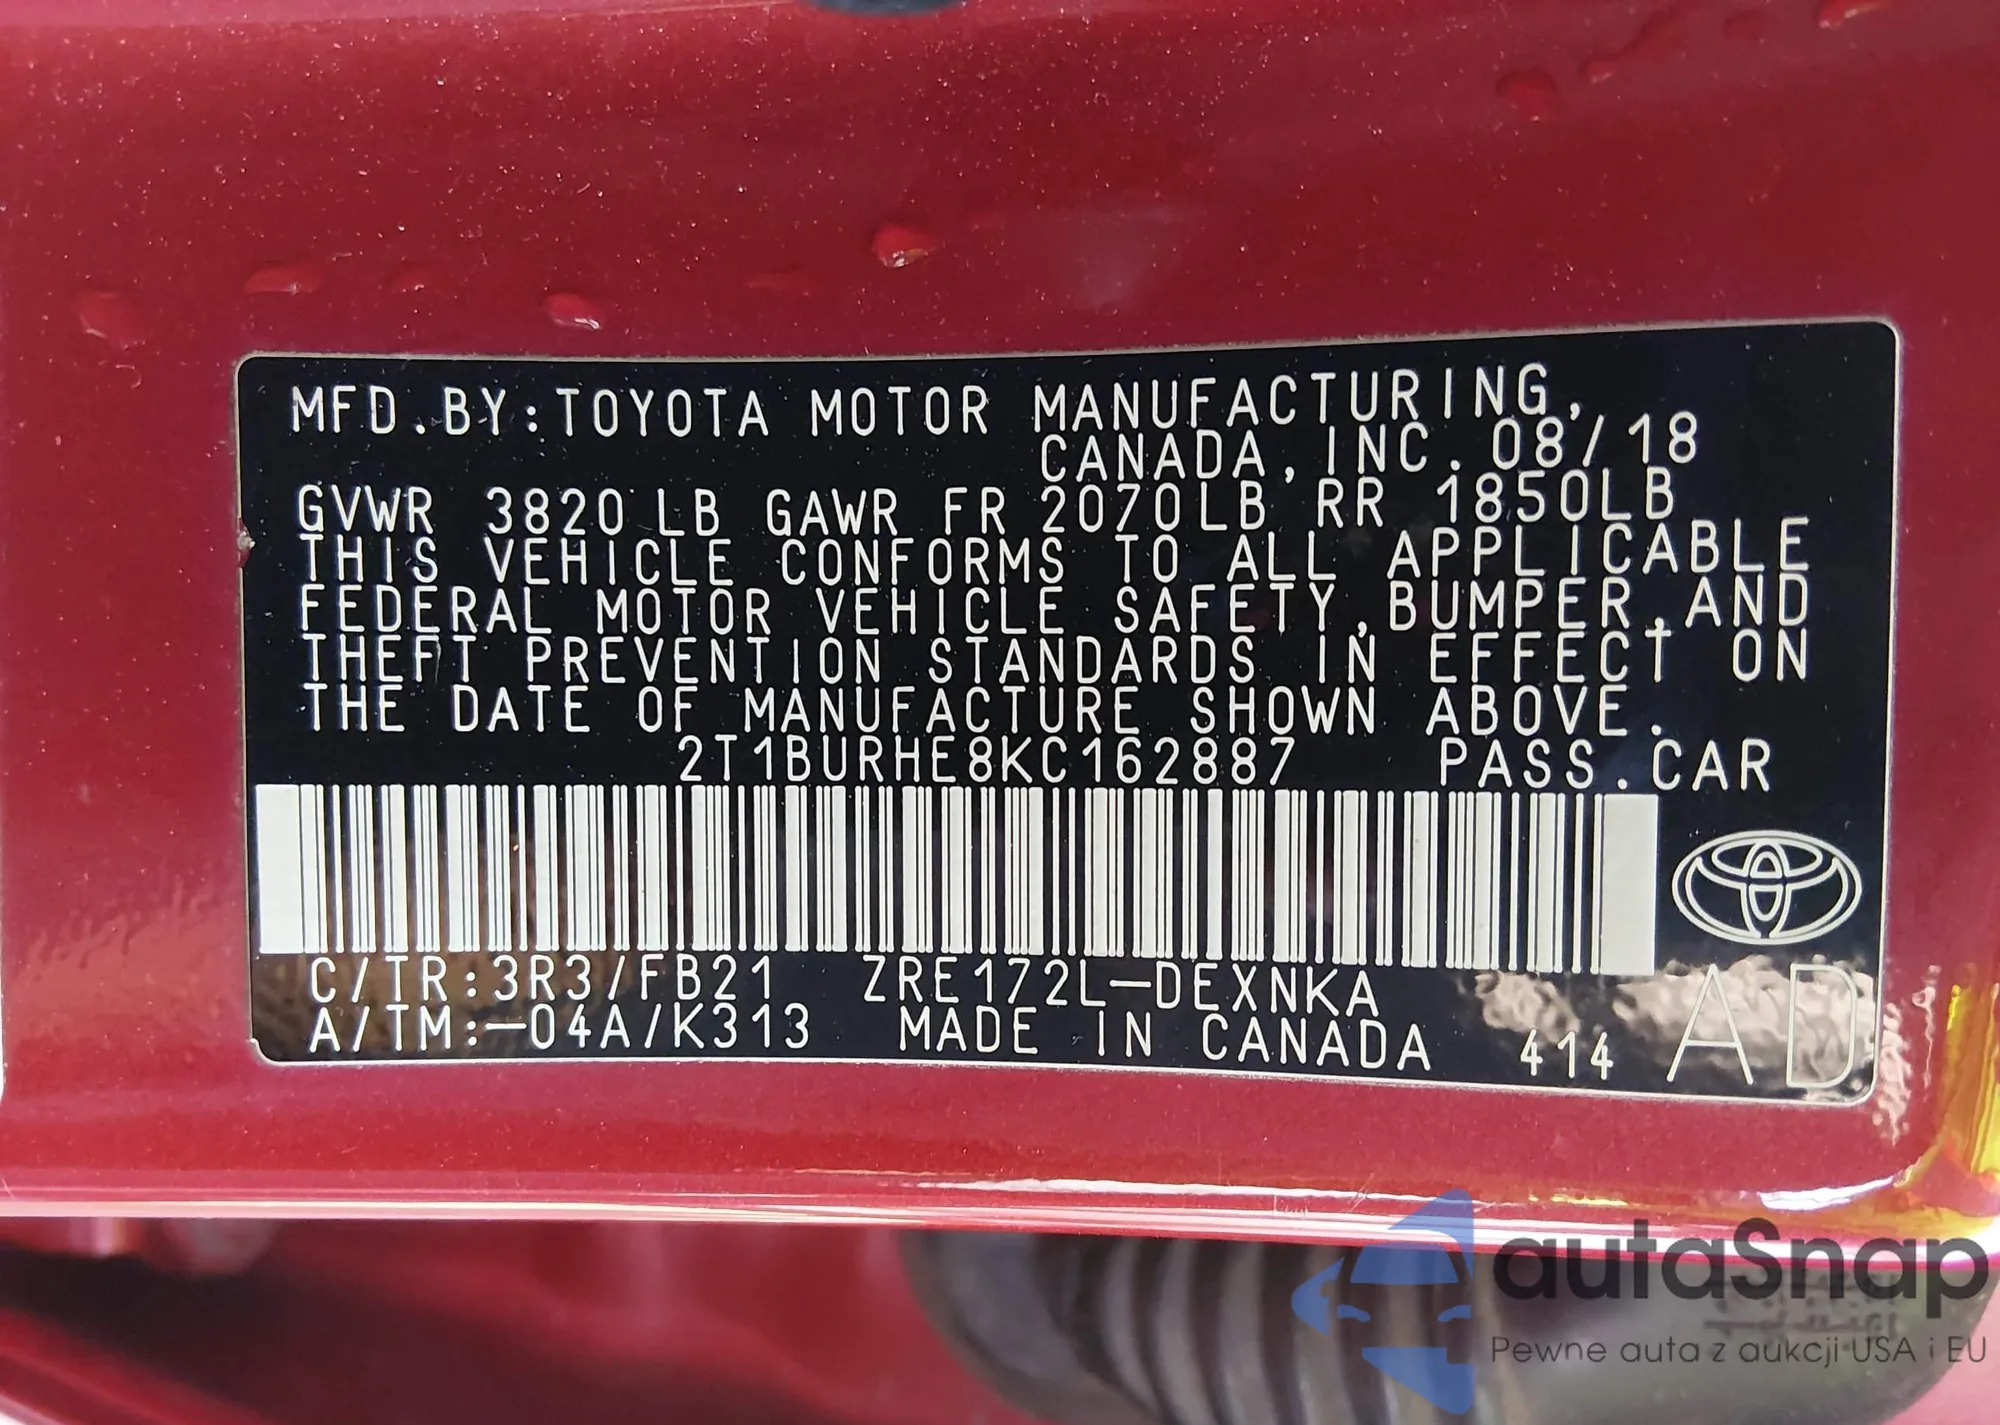 MFD.BY:TOYOTA MOTOR MANUFACTURING,
CANADA,INC.08/18
GVWR 3820LB GAWR FR 2070LB RR 1850LB
THIS VEHICLE CONFORMS TO ALL APPLICABLE
FEDERAL MOTOR VEHICLE SAFETY,BUMPER,AND
THEFT PREVENTION STANDARDS IN EFFECT ON
THE DATE OF MANUFACTURE SHOWN ABOVE.
2T1BURHE8KC162887 PASS.CAR
C/TR:3R3/FB21 ZRE172L-DEXNKA
A/TM:-04A/K313 MADE IN CANADA 414 AD
autaSnap
Pewne auta z aukcji USA i EU